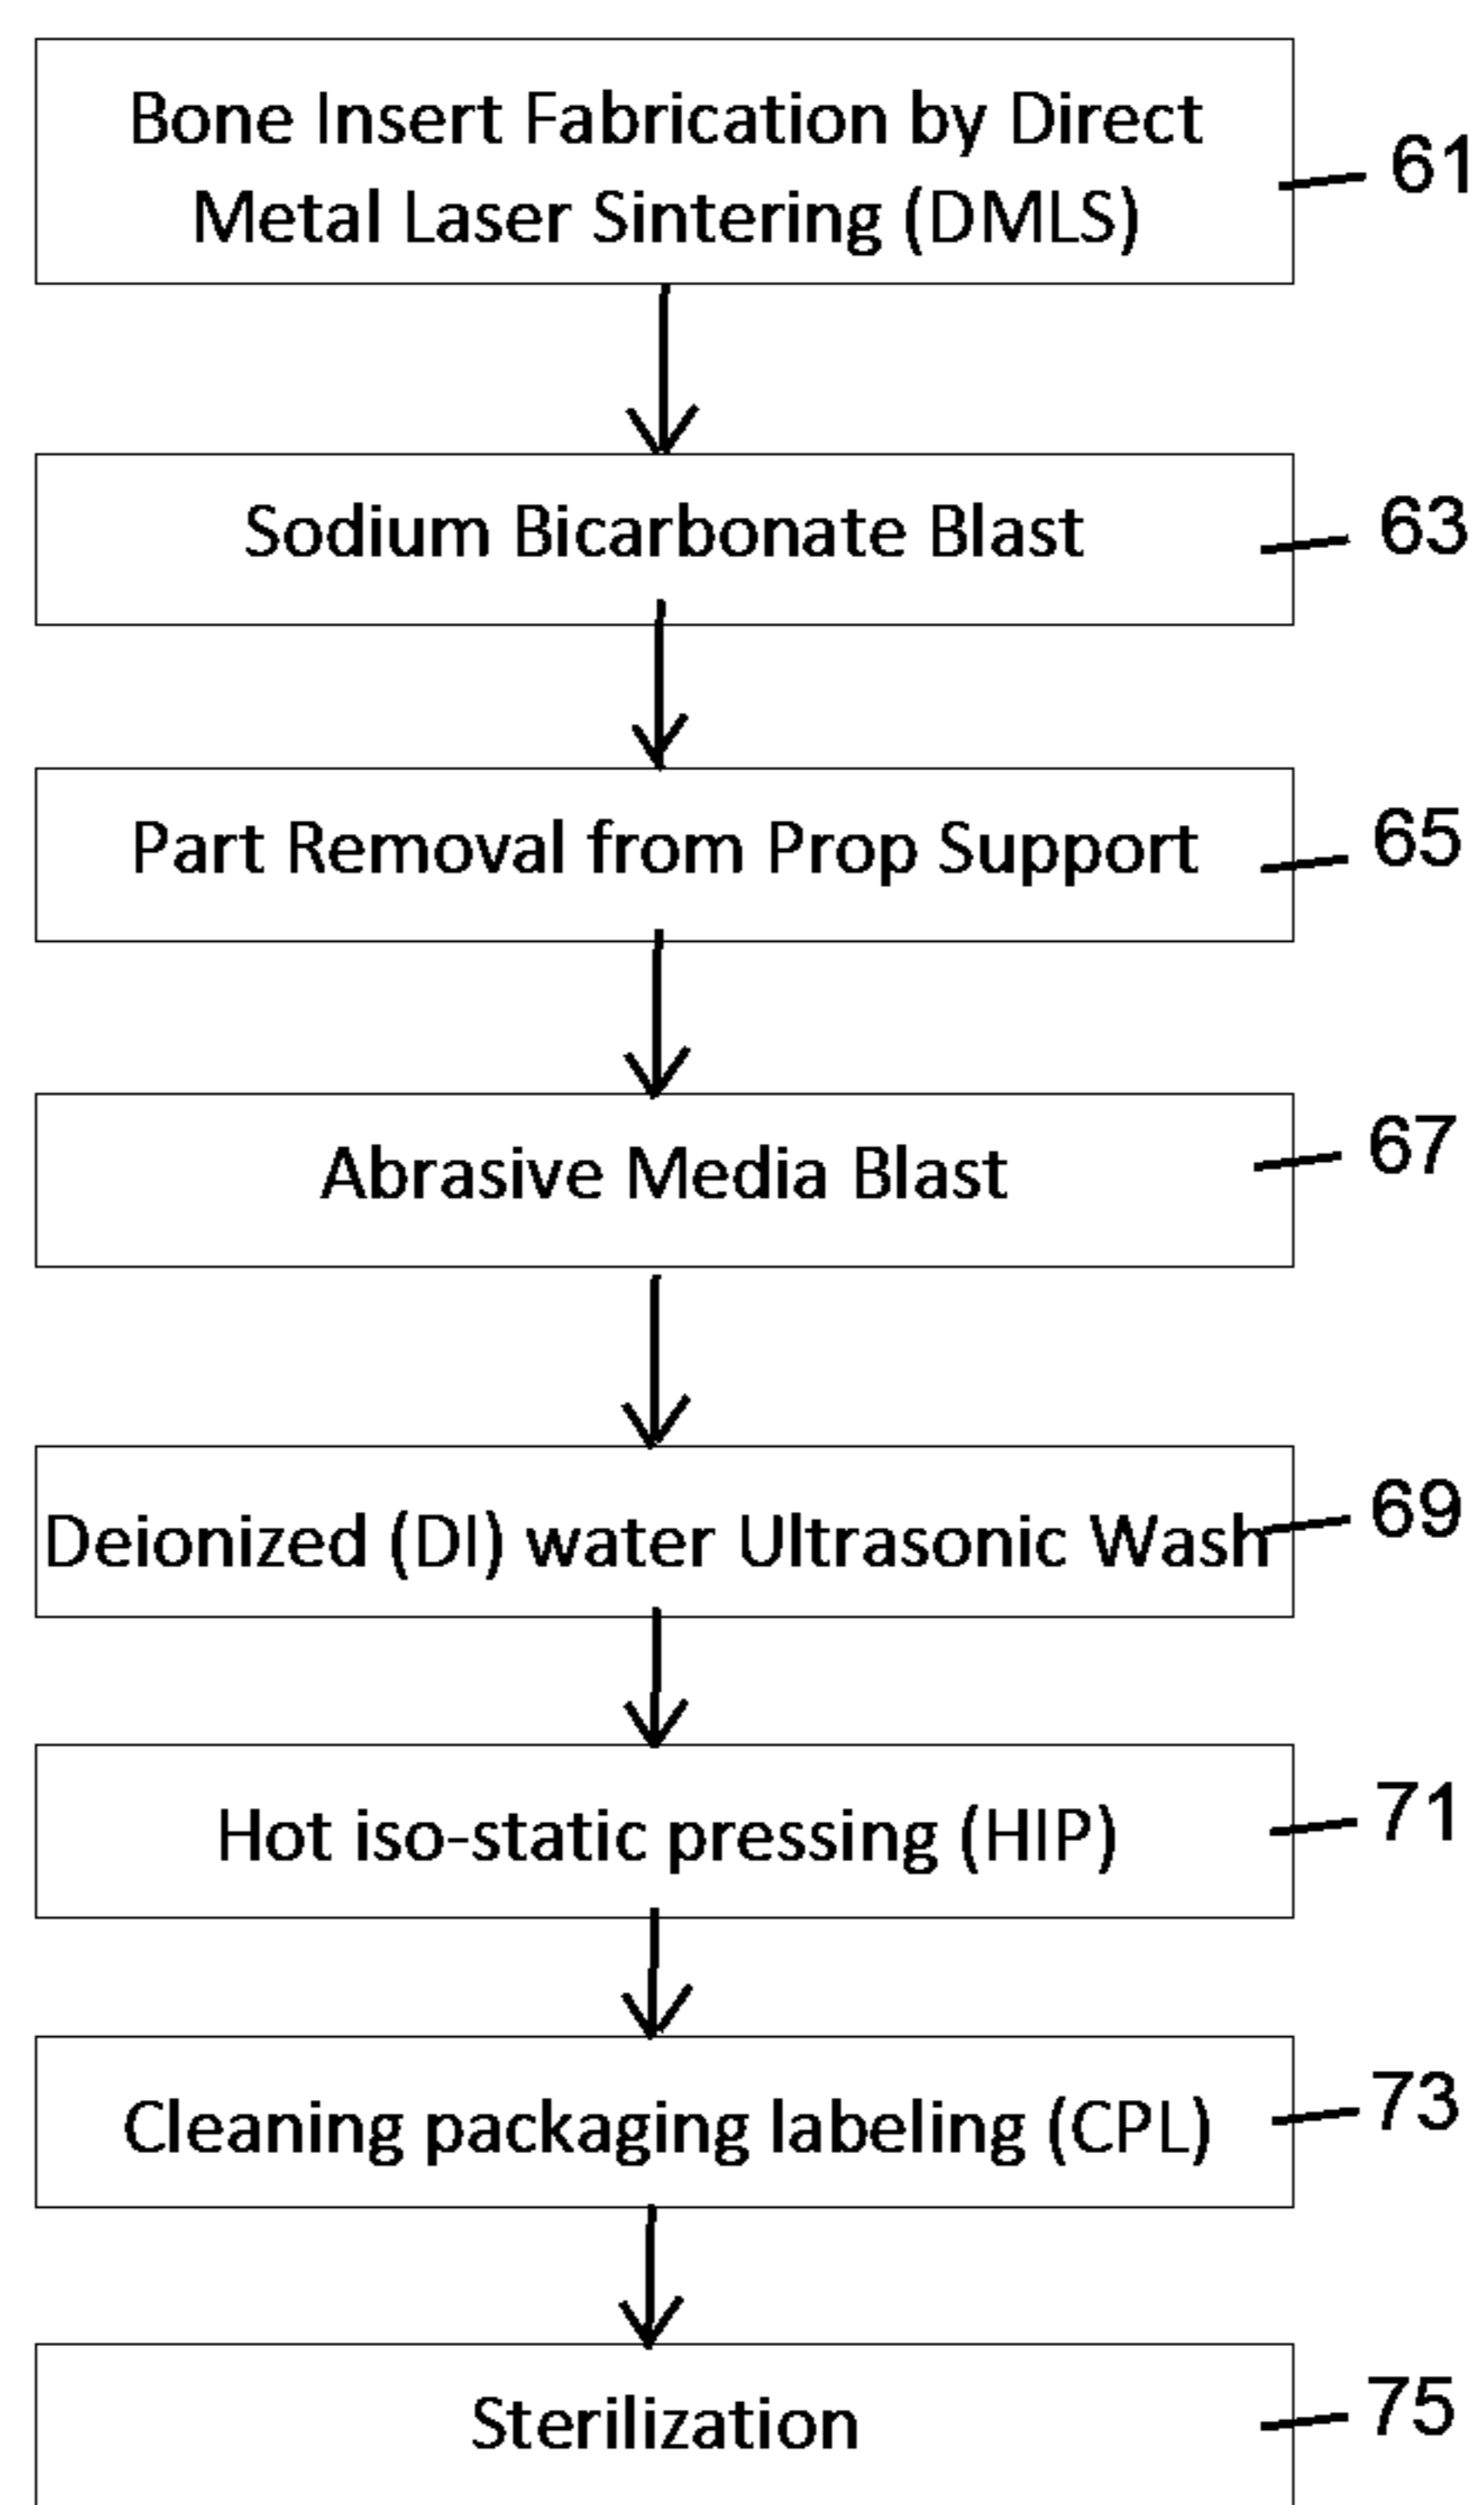 Bone Insert Fabrication by Direct
Metal Laser Sintering (DMLS)
61
Sodium Bicarbonate Blast
63
Part Removal from Prop Support
65
Abrasive Media Blast
67
Deionized (DI) water Ultrasonic Wash
69
Hot iso-static pressing (HIP)
71
Cleaning packaging labeling (CPL)
73
Sterilization
75